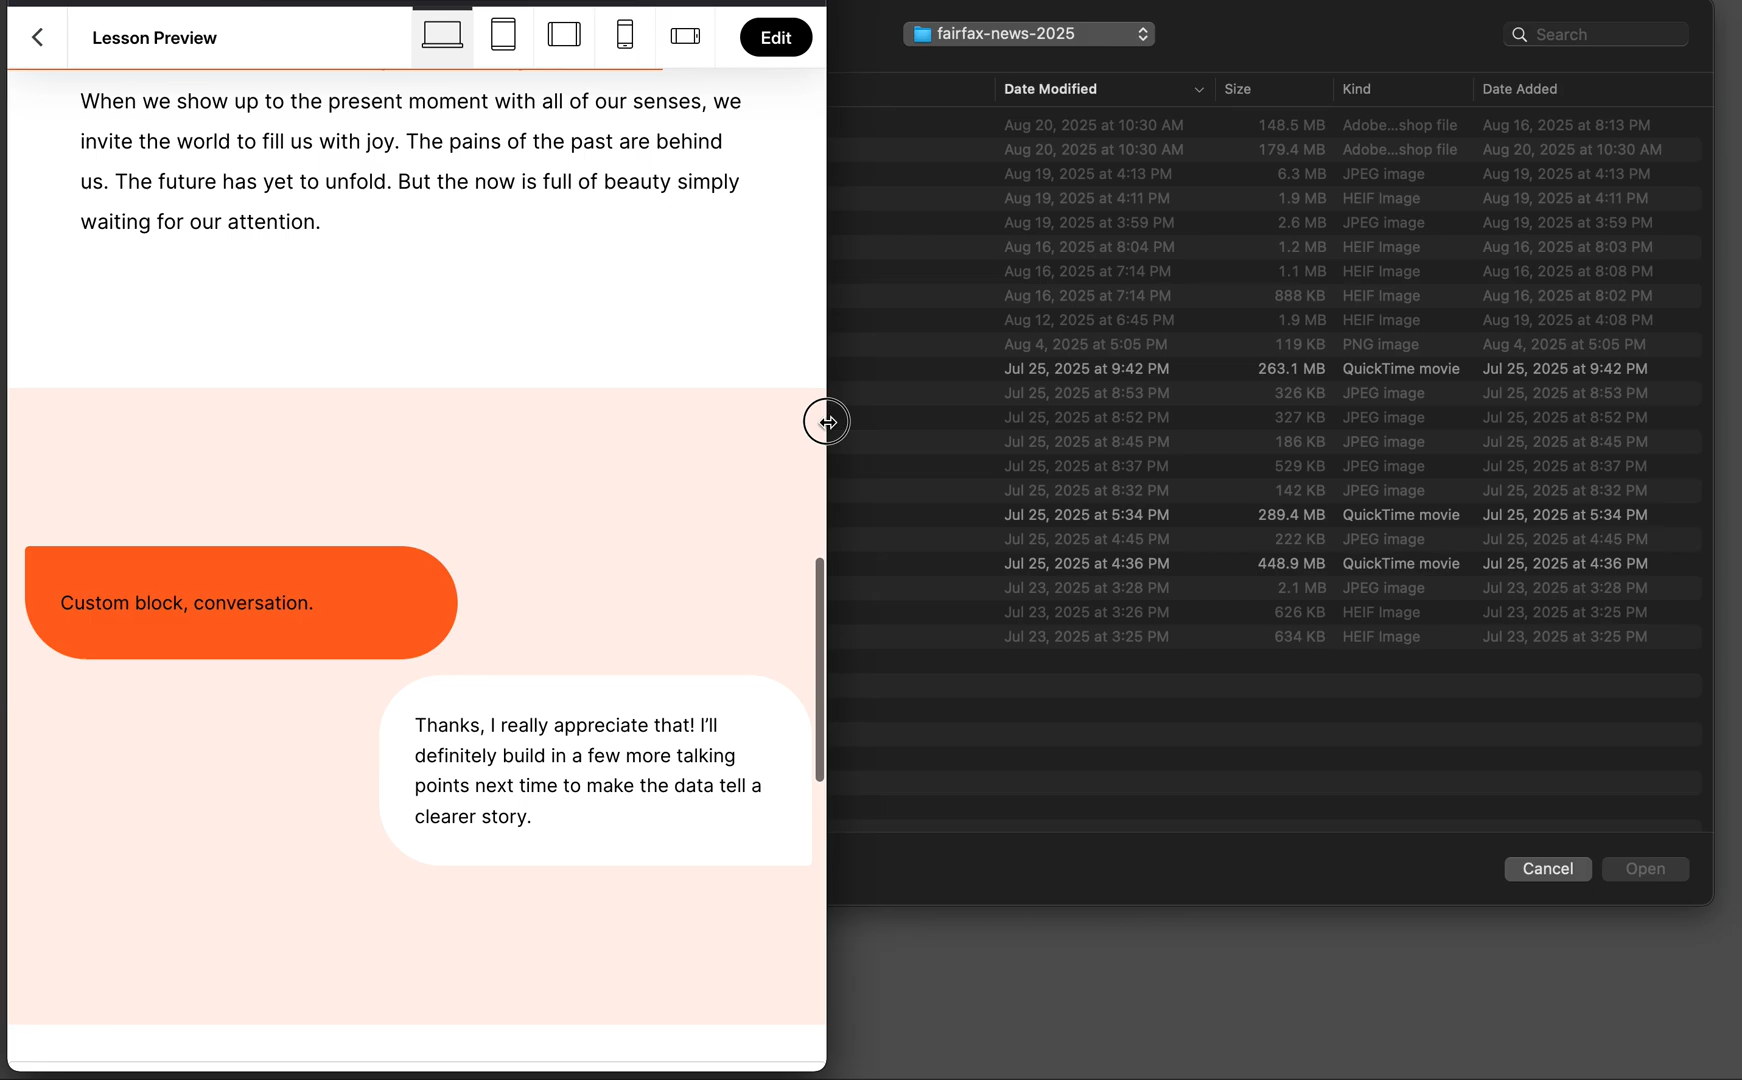 Lesson Preview
Edit
When we show up to the present moment with all of our senses, we
invite the world to fill us with joy. The pains of the past are behind
us. The future has yet to unfold. But the now is full of beauty simply
waiting for our attention.
Custom block, conversation.
Thanks, I really appreciate that! I’ll
definitely build in a few more talking
points next time to make the data tell a
clearer story.
fairfax-news-2025
Search
Date Modified Size Kind Date Added
Aug 20, 2025 at 10:30 AM 148.5 MB Adobe...shop file Aug 16, 2025 at 8:13 PM
Aug 20, 2025 at 10:30 AM 179.4 MB Adobe...shop file Aug 20, 2025 at 10:30 AM
Aug 19, 2025 at 4:13 PM 6.3 MB JPEG image Aug 19, 2025 at 4:13 PM
Aug 19, 2025 at 4:11 PM 1.9 MB HEIF Image Aug 19, 2025 at 4:11 PM
Aug 19, 2025 at 3:59 PM 2.6 MB JPEG image Aug 19, 2025 at 3:59 PM
Aug 16, 2025 at 8:04 PM 1.2 MB HEIF Image Aug 16, 2025 at 8:03 PM
Aug 16, 2025 at 7:14 PM 1.1 MB HEIF Image Aug 16, 2025 at 8:08 PM
Aug 16, 2025 at 7:14 PM 888 KB HEIF Image Aug 16, 2025 at 8:02 PM
Aug 12, 2025 at 6:45 PM 1.9 MB HEIF Image Aug 19, 2025 at 4:08 PM
Aug 4, 2025 at 5:05 PM 119 KB PNG image Aug 4, 2025 at 5:05 PM
Jul 25, 2025 at 9:42 PM 263.1 MB QuickTime movie Jul 25, 2025 at 9:42 PM
Jul 25, 2025 at 8:53 PM 326 KB JPEG image Jul 25, 2025 at 8:53 PM
Jul 25, 2025 at 8:52 PM 327 KB JPEG image Jul 25, 2025 at 8:52 PM
Jul 25, 2025 at 8:45 PM 186 KB JPEG image Jul 25, 2025 at 8:45 PM
Jul 25, 2025 at 8:37 PM 529 KB JPEG image Jul 25, 2025 at 8:37 PM
Jul 25, 2025 at 8:32 PM 142 KB JPEG image Jul 25, 2025 at 8:32 PM
Jul 25, 2025 at 5:34 PM 289.4 MB QuickTime movie Jul 25, 2025 at 5:34 PM
Jul 25, 2025 at 4:45 PM 222 KB JPEG image Jul 25, 2025 at 4:45 PM
Jul 25, 2025 at 4:36 PM 448.9 MB QuickTime movie Jul 25, 2025 at 4:36 PM
Jul 23, 2025 at 3:28 PM 2.1 MB JPEG image Jul 23, 2025 at 3:28 PM
Jul 23, 2025 at 3:26 PM 626 KB HEIF Image Jul 23, 2025 at 3:25 PM
Jul 23, 2025 at 3:25 PM 634 KB HEIF Image Jul 23, 2025 at 3:25 PM
Cancel
Open